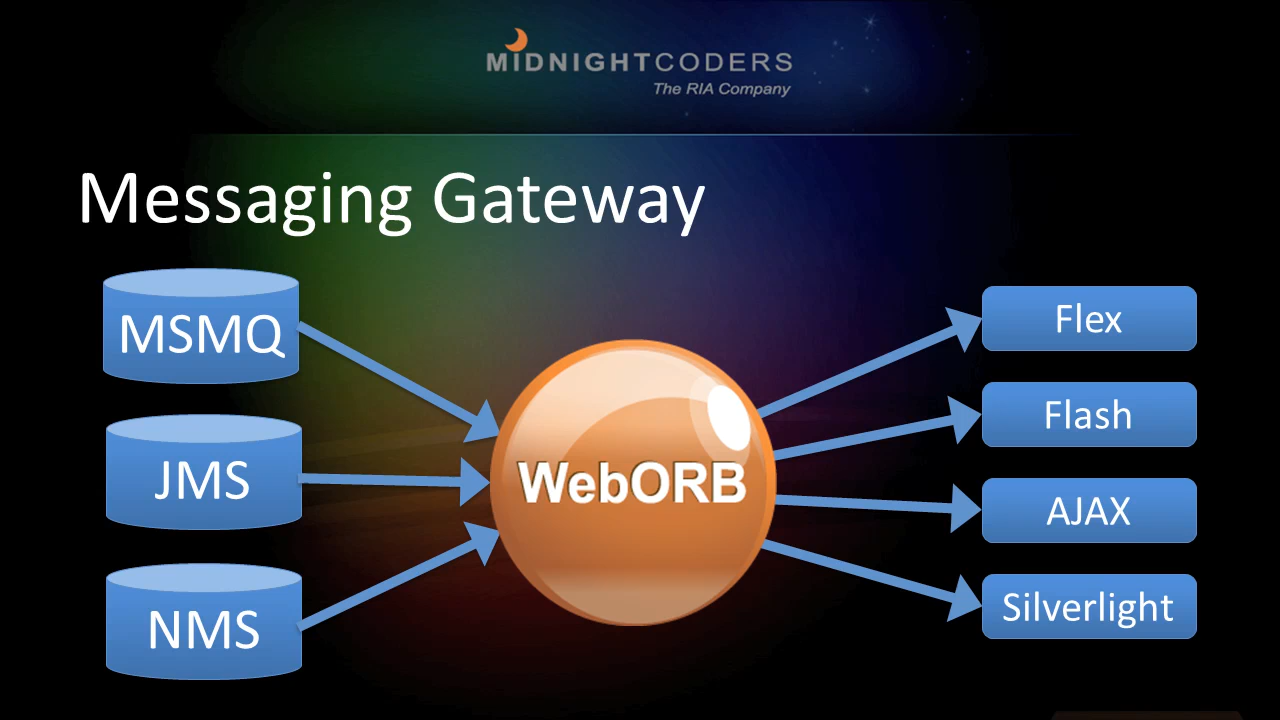 MIDNIGHTCODERS
The RIA Company
Messaging Gateway
MSMQ
JMS
NMS
WebORB
Flex
Flash
AJAX
Silverlight